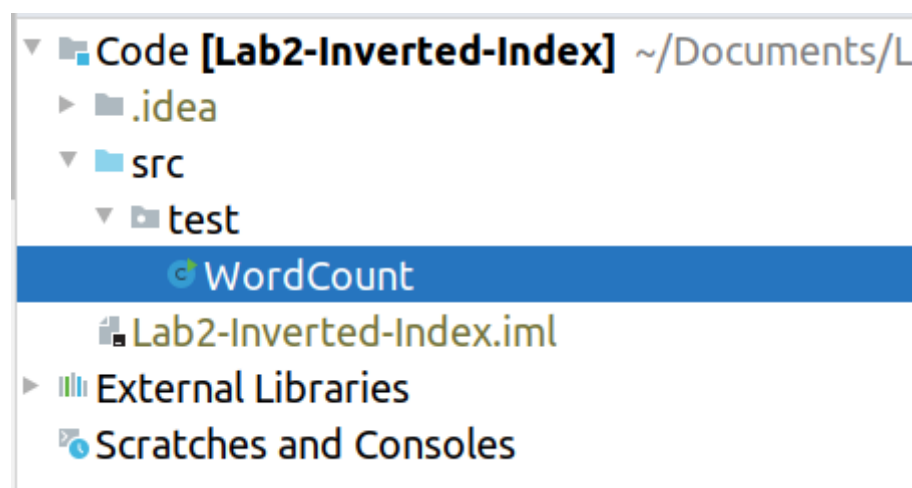 Code [Lab2-Inverted-Index] ~/Documents/L
.idea
src
test
WordCount
Lab2-Inverted-Index.iml
External Libraries
Scratches and Consoles